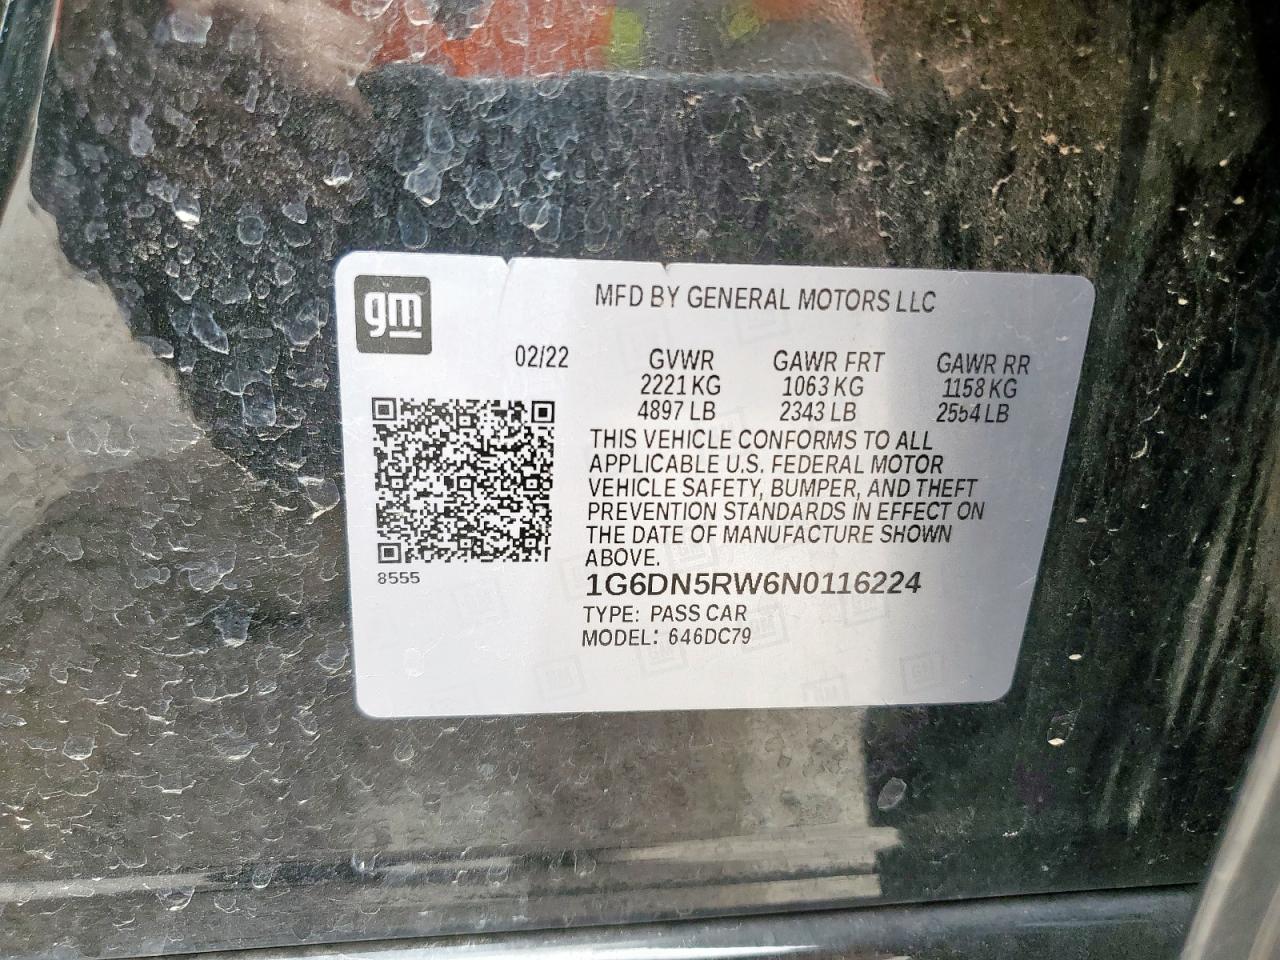 gm
MFD BY GENERAL MOTORS LLC
02/22 GVWR GAWR FRT GAWR RR
2221 KG 1063 KG 1158 KG
4897 LB 2343 LB 2554 LB
THIS VEHICLE CONFORMS TO ALL
APPLICABLE U.S. FEDERAL MOTOR
VEHICLE SAFETY, BUMPER, AND THEFT
PREVENTION STANDARDS IN EFFECT ON
THE DATE OF MANUFACTURE SHOWN
ABOVE.
8555
1G6DN5RW6N0116224
TYPE: PASS CAR
MODEL: 646DC79